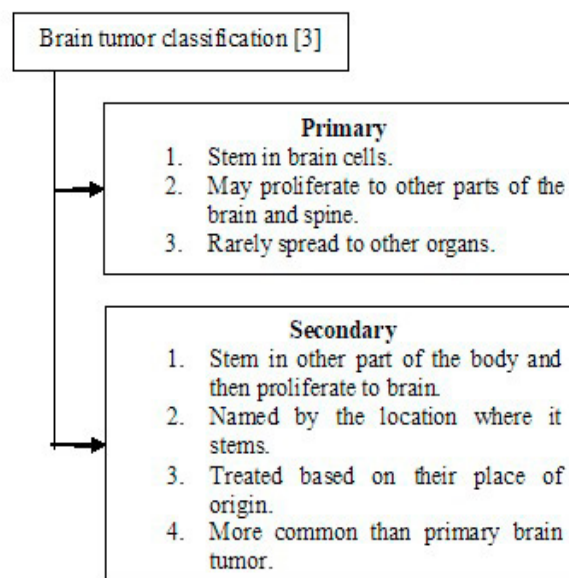 Brain tumor classification [3]
Primary
1. Stem in brain cells.
2. May proliferate to other parts of the
brain and spine.
3. Rarely spread to other organs.
Secondary
1. Stem in other part of the body and
then proliferate to brain.
2. Named by the location where it
stems.
3. Treated based on their place of
origin.
4. More common than primary brain
tumor.